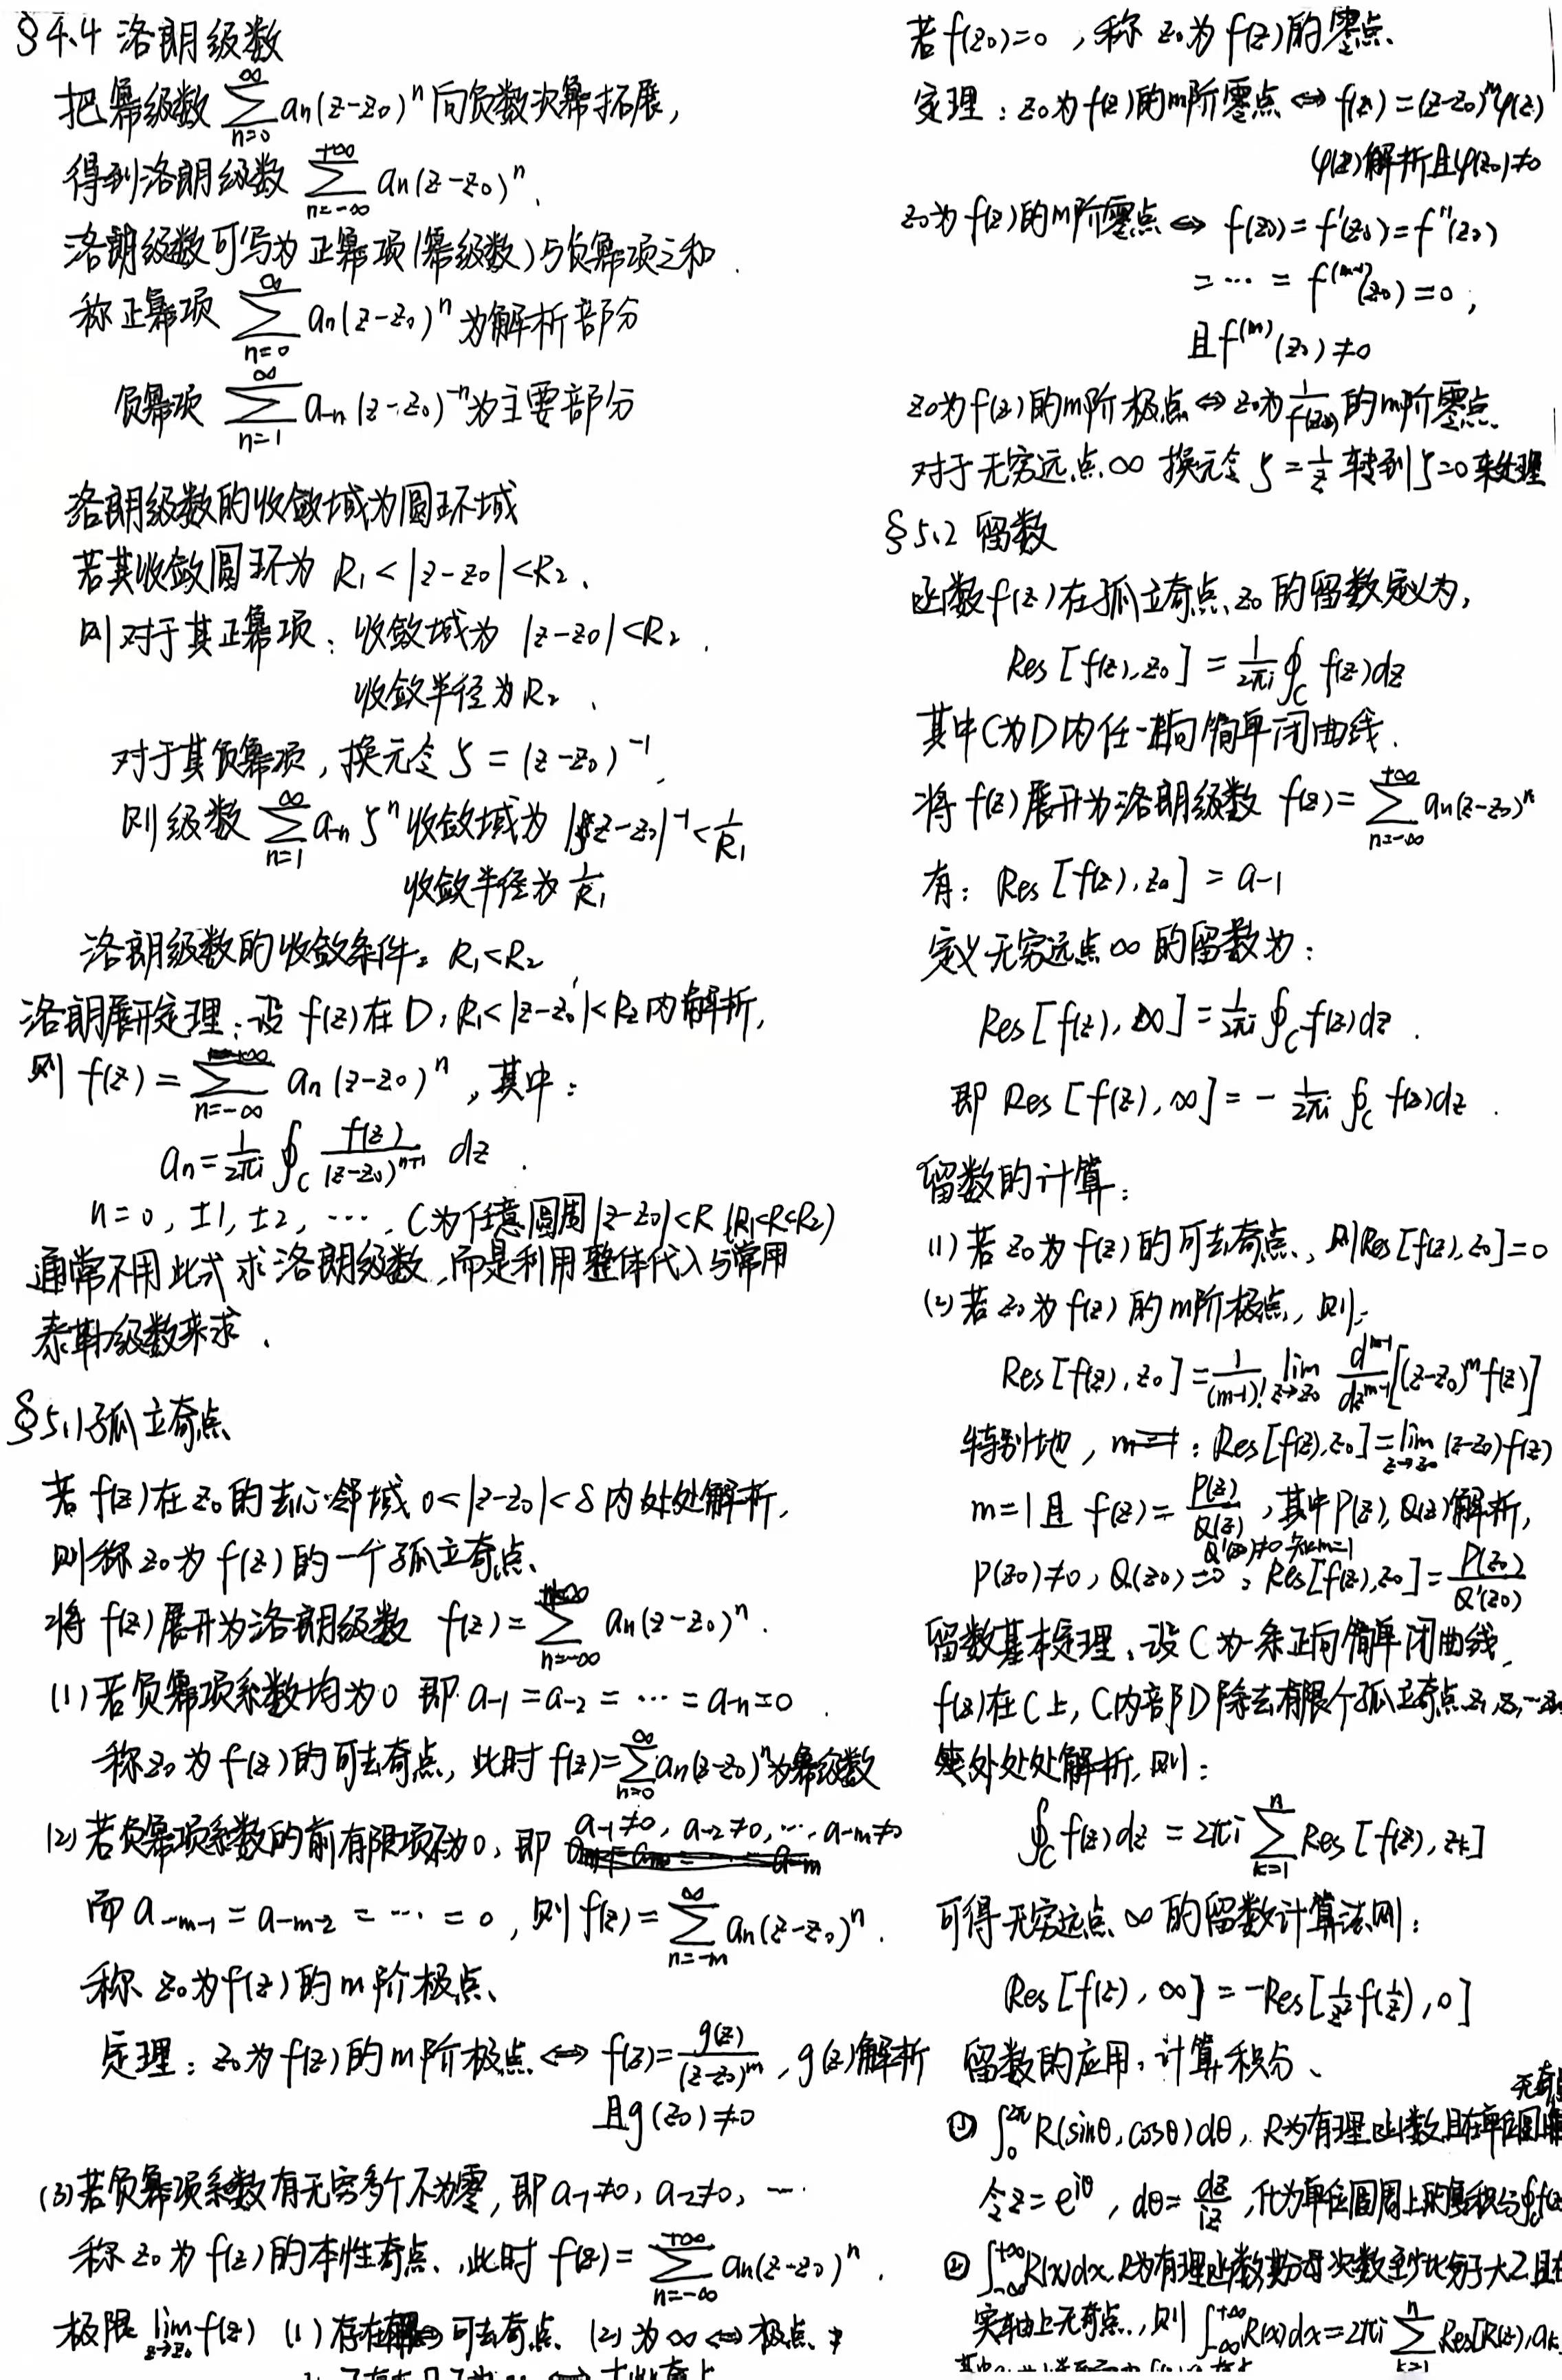 §4.4 洛朗级数
把幂级数 $\sum_{n=0}^{\infty} a_n(z-z_0)^n$ 向负数次幂拓展,
得到洛朗级数 $\sum_{n=-\infty}^{+\infty} a_n(z-z_0)^n$.
洛朗级数可写为正幂项(幂级数)与负幂项之和.
称正幂项 $\sum_{n=0}^{\infty} a_n(z-z_0)^n$ 为解析部分
负幂项 $\sum_{n=1}^{\infty} a_{-n}(z-z_0)^{-n}$ 为主要部分
洛朗级数的收敛域为圆环域
若其收敛圆环为 $R_1<|z-z_0|<R_2$.
则对于其正幂项: 收敛域为 $|z-z_0|<R_2$.
收敛半径为 $R_2$.
对于其负幂项, 换元令 $\zeta=(z-z_0)^{-1}$.
则级数 $\sum_{n=1}^{\infty} a_{-n}\zeta^n$ 收敛域为 $|z-z_0|^{-1}<\frac{1}{R_1}$
收敛半径为 $\frac{1}{R_1}$
洛朗级数的收敛条件: $R_1<R_2$
洛朗展开定理: 设 $f(z)$ 在 D, $R_1<|z-z_0|<R_2$ 内解析,
则 $f(z)=\sum_{n=-\infty}^{+\infty} a_n(z-z_0)^n$, 其中:
$a_n=\frac{1}{2\pi i}\oint_C \frac{f(z)}{(z-z_0)^{n+1}}dz$.
$n=0,\pm1,\pm2,\cdots$. C为任意圆周 $|z-z_0|<R$ $(R_1<R<R_2)$
通常不用此式求洛朗级数, 而是利用整体代入与常用
泰勒级数来求.
§5.1 孤立奇点
若 $f(z)$ 在 $z_0$ 的去心邻域 $0<|z-z_0|<\delta$ 内处处解析,
则称 $z_0$ 为 $f(z)$ 的一个孤立奇点.
将 $f(z)$ 展开为洛朗级数 $f(z)=\sum_{n=-\infty}^{+\infty} a_n(z-z_0)^n$.
(1) 若负幂项系数均为0 即 $a_{-1}=a_{-2}=\cdots=a_{-n}=0$.
称 $z_0$ 为 $f(z)$ 的可去奇点, 此时 $f(z)=\sum_{n=0}^{\infty} a_n(z-z_0)^n$ 为幂级数
(2) 若负幂项系数的前有限项不为0, 即 $a_{-1}\neq0, a_{-2}\neq0,\cdots,a_{-m}\neq0$
而 $a_{-m-1}=a_{-m-2}=\cdots=0$, 则 $f(z)=\sum_{n=-m}^{\infty} a_n(z-z_0)^n$.
称 $z_0$ 为 $f(z)$ 的 m 阶极点.
定理: $z_0$ 为 $f(z)$ 的 m 阶极点 ⇔ $f(z)=\frac{g(z)}{(z-z_0)^m}$, $g(z)$ 解析
且 $g(z_0)\neq0$
(3) 若负幂项系数有无穷多个不为零, 即 $a_{-1}\neq0, a_{-2}\neq0,\cdots$
称 $z_0$ 为 $f(z)$ 的本性奇点, 此时 $f(z)=\sum_{n=-\infty}^{+\infty} a_n(z-z_0)^n$.
极限 $\lim_{z\to z_0} f(z)$ (1) 存在 ⇔ 可去奇点. (2) 为 ∞ ⇔ 极点.
若 $f(z_0)=0$, 称 $z_0$ 为 $f(z)$ 的零点.
定理: $z_0$ 为 $f(z)$ 的m阶零点 ⇔ $f(z)=(z-z_0)^m\varphi(z)$
$\varphi(z)$ 解析且 $\varphi(z_0)\neq0$
$z_0$ 为 $f(z)$ 的m阶零点 ⇔ $f(z_0)=f'(z_0)=f''(z_0)$
$=\cdots=f^{(m-1)}(z_0)=0$,
且 $f^{(m)}(z_0)\neq0$
$z_0$ 为 $f(z)$ 的m阶极点 ⇔ $z_0$ 为 $\frac{1}{f(z)}$ 的m阶零点.
对于无穷远点 ∞ 换元令 $\zeta=\frac{1}{z}$ 转到 $\zeta=0$ 来处理
§5.2 留数
函数 $f(z)$ 在孤立奇点 $z_0$ 的留数定义为,
$Res[f(z),z_0]=\frac{1}{2\pi i}\oint_C f(z)dz$
其中C为D内任一正向简单闭曲线.
将 $f(z)$ 展开为洛朗级数 $f(z)=\sum_{n=-\infty}^{+\infty} a_n(z-z_0)^n$
有: $Res[f(z),z_0]=a_{-1}$
定义无穷远点 ∞ 的留数为:
$Res[f(z),\infty]=\frac{1}{2\pi i}\oint_{C^-} f(z)dz$.
即 $Res[f(z),\infty]=-\frac{1}{2\pi i}\oint_C f(z)dz$.
留数的计算:
(1) 若 $z_0$ 为 $f(z)$ 的可去奇点, 则 $Res[f(z),z_0]=0$
(2) 若 $z_0$ 为 $f(z)$ 的m阶极点, 则:
$Res[f(z),z_0]=\frac{1}{(m-1)!}\lim_{z\to z_0}\frac{d^{m-1}}{dz^{m-1}}[(z-z_0)^m f(z)]$
特别地, $m=1$: $Res[f(z),z_0]=\lim_{z\to z_0}(z-z_0)f(z)$
$m=1$ 且 $f(z)=\frac{P(z)}{Q(z)}$, 其中 $P(z),Q(z)$ 解析,
$P(z_0)\neq0, Q(z_0)=0$, $Q'(z_0)\neq0$ $m=1$, $Res[f(z),z_0]=\frac{P(z_0)}{Q'(z_0)}$
留数基本定理: 设C为一条正向简单闭曲线,
$f(z)$ 在C上, C内部D除去有限个孤立奇点 $z_1,z_2,\cdots z_n$
外处处解析, 则:
$\oint_C f(z)dz=2\pi i\sum_{k=1}^{n} Res[f(z),z_k]$
可得无穷远点 ∞ 的留数计算法则:
$Res[f(z),\infty]=-Res[\frac{1}{z^2}f(\frac{1}{z}),0]$
留数的应用: 计算积分.
① $\int_0^{2\pi} R(\sin\theta,\cos\theta)d\theta$, R为有理函数且在单位圆周 无奇点
令 $z=e^{i\theta}$, $d\theta=\frac{dz}{iz}$, 化为单位圆周上的复积分
② $\int_{-\infty}^{+\infty} R(x)dx$, R为有理函数, 分母次数至少比分子大2, 且在
实轴上无奇点, 则 $\int_{-\infty}^{+\infty} R(x)dx=2\pi i\sum_{k=1}^{n} Res[R(z),a_k$